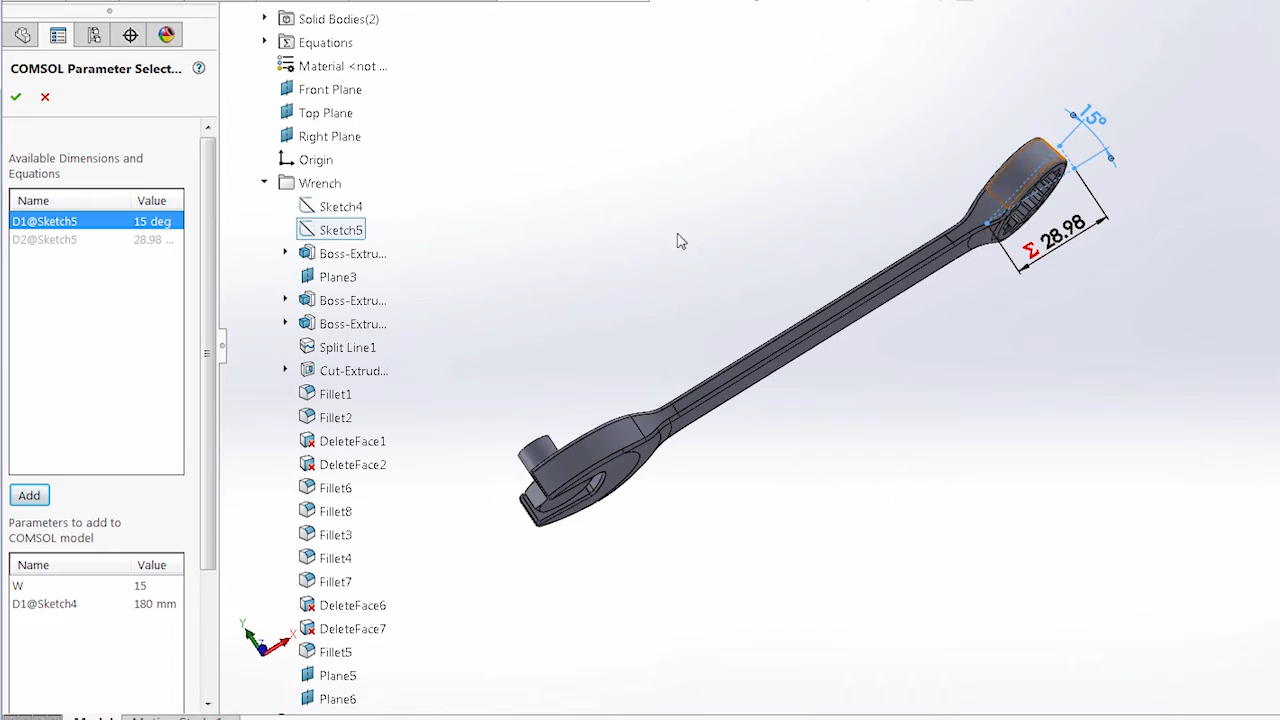 COMSOL Parameter Select...
Available Dimensions and
Equations
Name Value
D1@Sketch5 15 deg
D2@Sketch5 28.98 ...
Add
Parameters to add to
COMSOL model
Name Value
W 15
D1@Sketch4 180 mm
Solid Bodies(2)
Equations
Material <not ...
Front Plane
Top Plane
Right Plane
Origin
Wrench
Sketch4
Sketch5
Boss-Extru...
Plane3
Boss-Extru...
Boss-Extru...
Split Line1
Cut-Extrud...
Fillet1
Fillet2
DeleteFace1
DeleteFace2
Fillet6
Fillet8
Fillet3
Fillet4
Fillet7
DeleteFace6
DeleteFace7
Fillet5
Plane5
Plane6
15°
Σ 28.98
Y
X